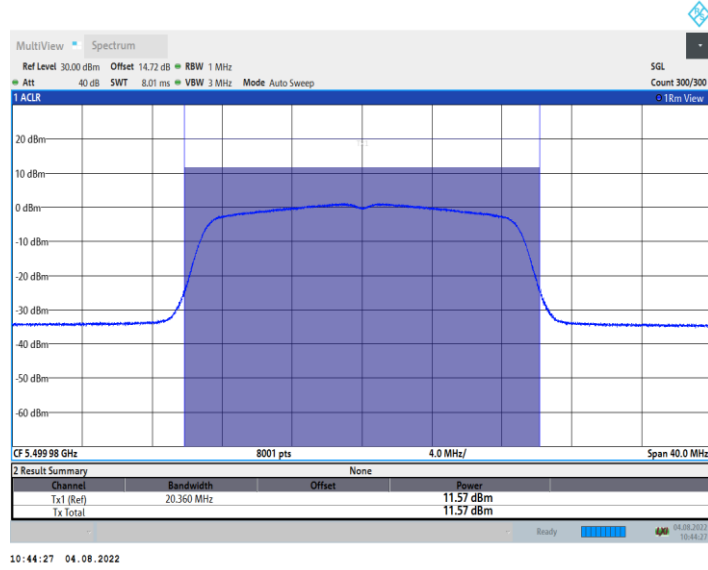 MultiView Spectrum
Ref Level 30.00 dBm Offset 14.72 dB RBW 1 MHz SGL
Att 40 dB SWT 8.01 ms VBW 3 MHz Mode Auto Sweep Count 300/300
1 ACLR 1Rm View
20 dBm
10 dBm
0 dBm
-10 dBm
-20 dBm
-30 dBm
-40 dBm
-50 dBm
-60 dBm
CF 5.499 98 GHz 8001 pts 4.0 MHz/ Span 40.0 MHz
2 Result Summary None
Channel Bandwidth Offset Power
Tx1 (Ref) 20.360 MHz 11.57 dBm
Tx Total 11.57 dBm
Ready 04.08.2022
10:44:27
10:44:27 04.08.2022